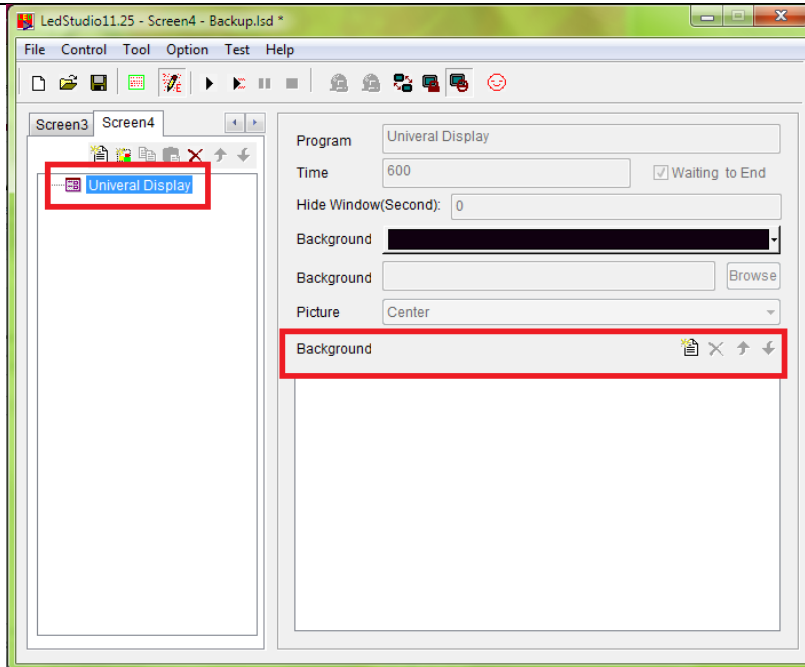 LedStudio11.25 - Screen4 - Backup.lsd *
File Control Tool Option Test Help
Screen3 Screen4
Univeral Display
Program Univeral Display
Time 600 Waiting to End
Hide Window(Second): 0
Background
Background Browse
Picture Center
Background